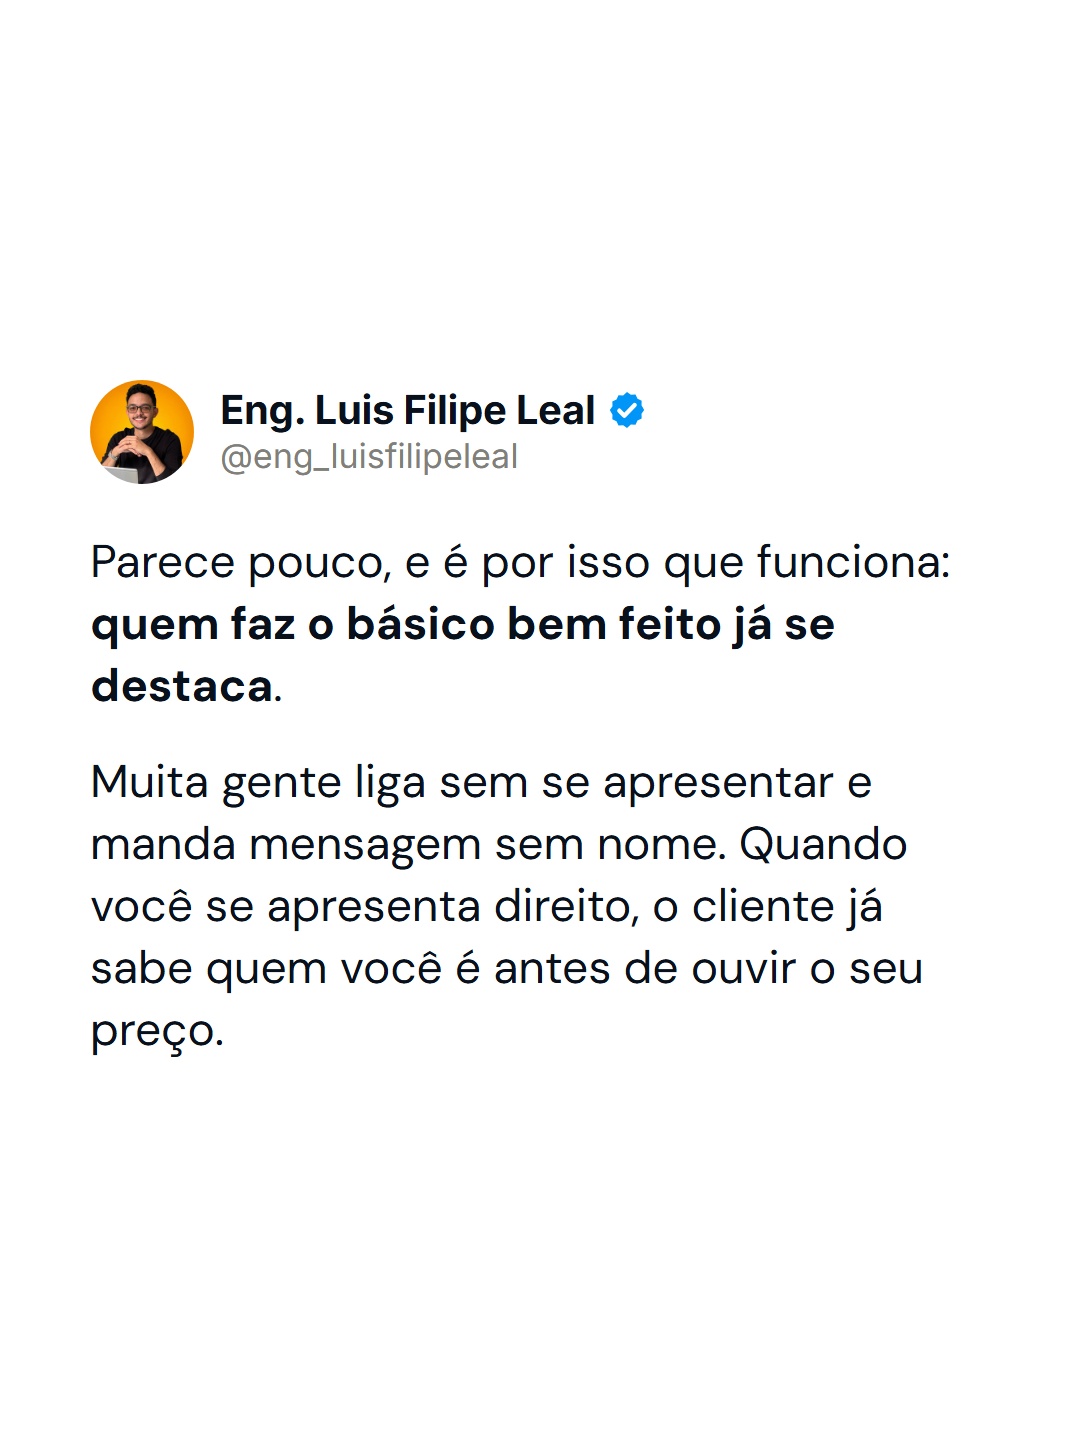 Eng. Luis Filipe Leal
@eng_luisfilipeleal
Parece pouco, e é por isso que funciona:
quem faz o básico bem feito já se
destaca.
Muita gente liga sem se apresentar e
manda mensagem sem nome. Quando
você se apresenta direito, o cliente já
sabe quem você é antes de ouvir o seu
preço.